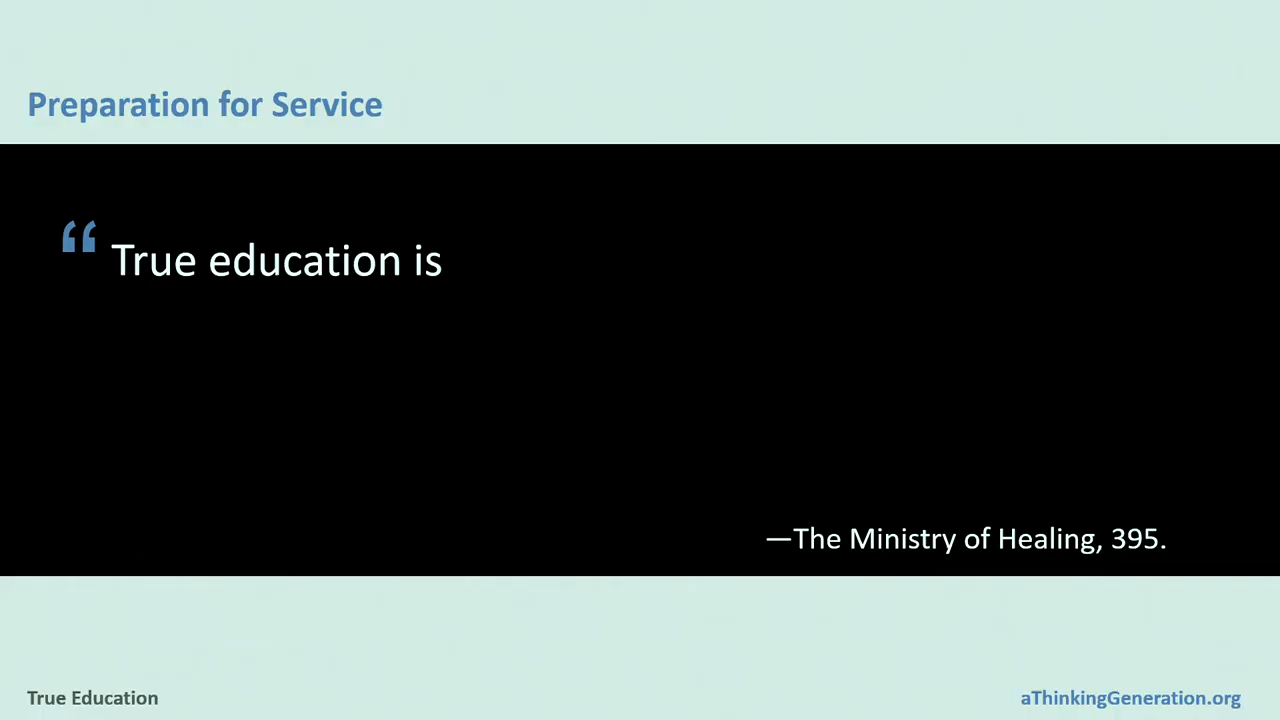 Preparation for Service
“ True education is
—The Ministry of Healing, 395.
True Education
aThinkingGeneration.org